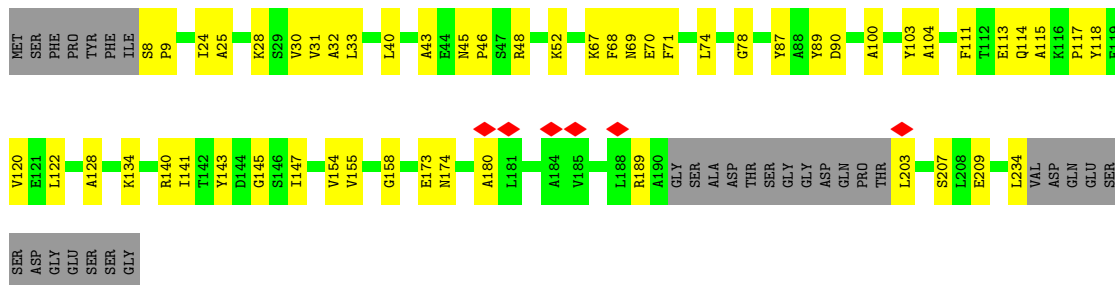 MET SER PHE PRO TYR PHE ILE S8 P9 I24 A25 K28 S29 V30 V31 A32 L33 L40 A43 E44 N45 P46 S47 R48 K52 K67 F68 N69 E70 F71 L74 G78 Y87 A88 Y89 D90 A100 Y103 A104 F111 T112 E113 Q114 A115 K116 P117 Y118 E119
V120 E121 L122 A128 K134 R140 I141 T142 Y143 D144 G145 S146 I147 V154 V155 G158 E173 N174 A180 L181 A184 V185 L188 R189 A190 GLY SER ALA ASP THR SER GLY GLY ASP GLN PRO THR L203 S207 L208 E209 L234 VAL ASP GLN GLU SER
SER ASP GLY GLU SER SER GLY